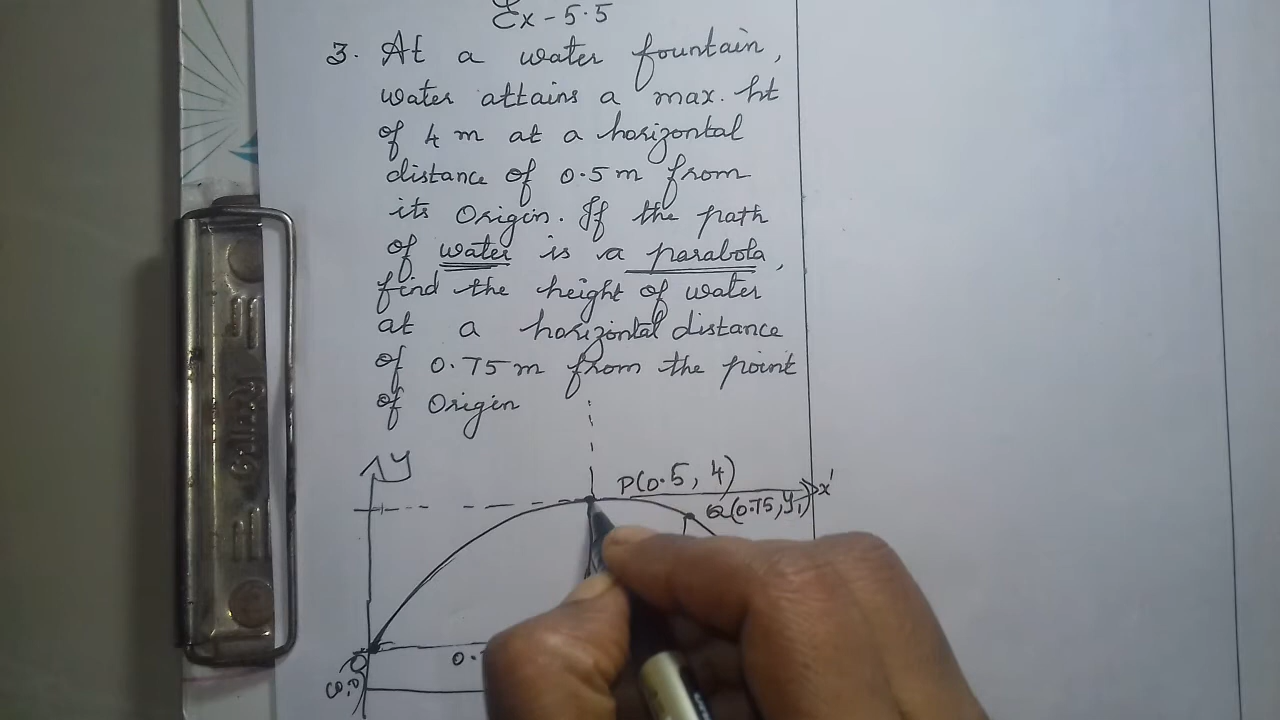 Ex - 5.5
3. At a water fountain,
water attains a max. ht
of 4 m at a horizontal
distance of 0.5 m from
its Origin. If the path
of water is a parabola,
find the height of water
at a horizontal distance
of 0.75 m from the point
of Origin
y
P(0.5, 4)
x'
Q(0.75, y₁)
0.